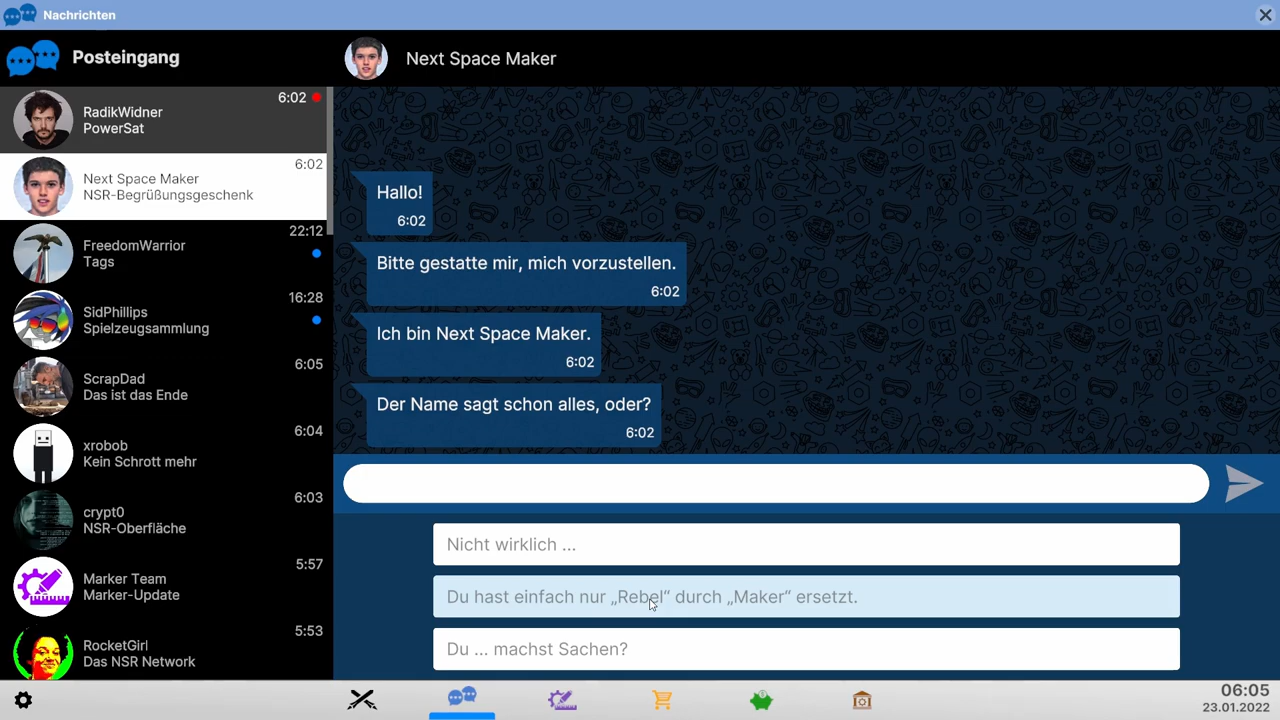 Nachrichten
Posteingang
Next Space Maker
6:02
RadikWidner
PowerSat
6:02
Next Space Maker
NSR-Begrüßungsgeschenk
22:12
FreedomWarrior
Tags
16:28
SidPhillips
Spielzeugsammlung
6:05
ScrapDad
Das ist das Ende
6:04
xrobob
Kein Schrott mehr
6:03
crypt0
NSR-Oberfläche
5:57
Marker Team
Marker-Update
5:53
RocketGirl
Das NSR Network
Hallo!
6:02
Bitte gestatte mir, mich vorzustellen.
6:02
Ich bin Next Space Maker.
6:02
Der Name sagt schon alles, oder?
6:02
Nicht wirklich ...
Du hast einfach nur „Rebel“ durch „Maker“ ersetzt.
Du ... machst Sachen?
06:05
23.01.2022